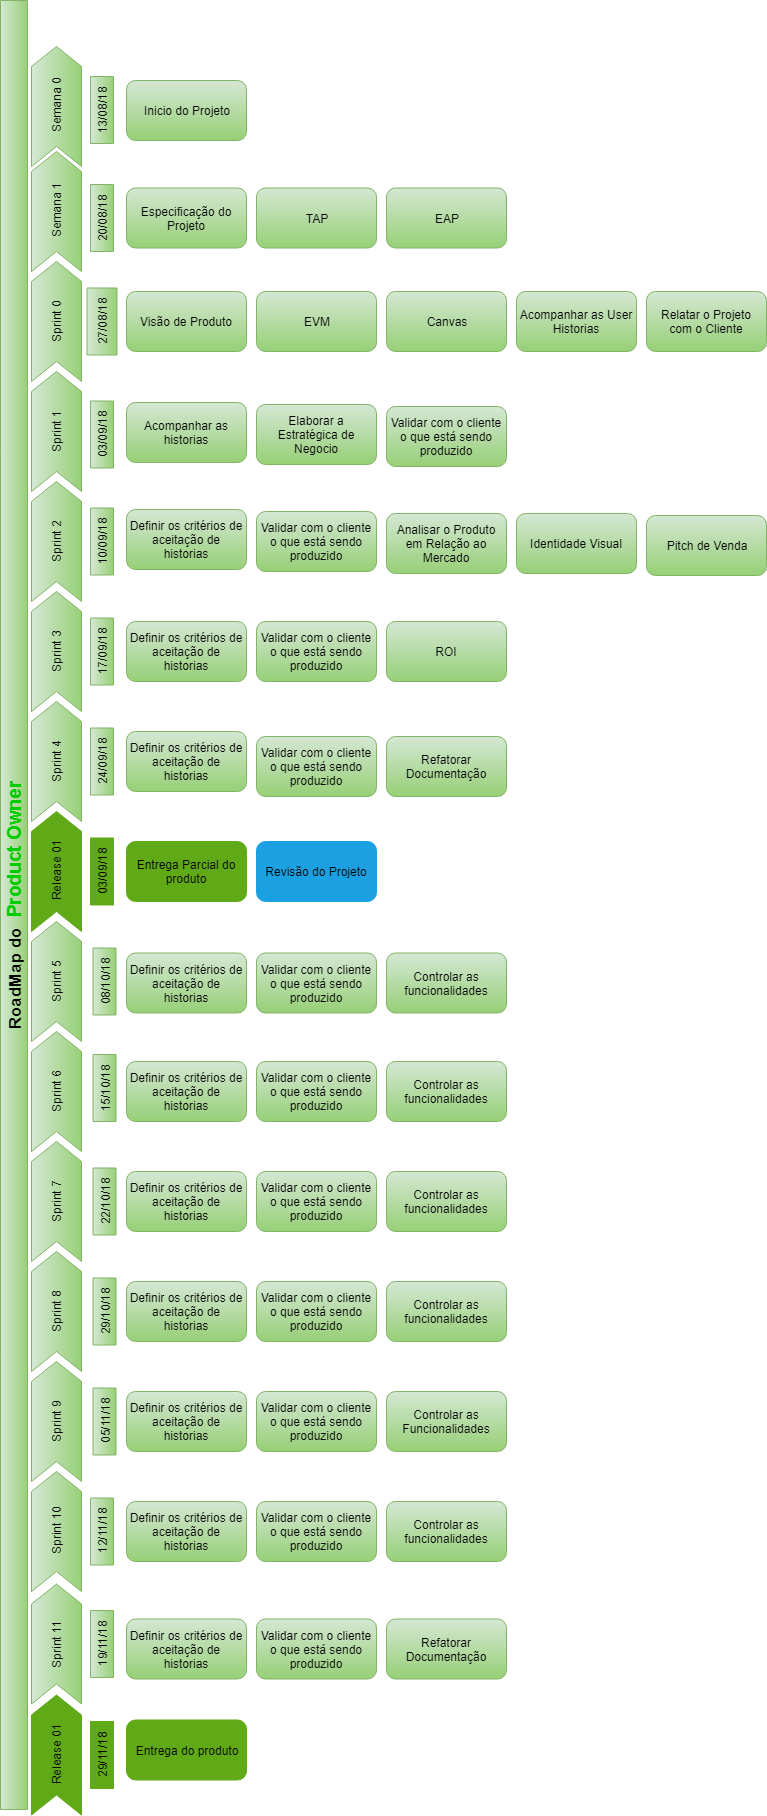 RoadMap do Product Owner
Semana 0
13/08/18
Inicio do Projeto
Semana 1
20/08/18
Especificação do
Projeto
TAP
EAP
Sprint 0
27/08/18
Visão de Produto
EVM
Canvas
Acompanhar as User
Historias
Relatar o Projeto
com o Cliente
Sprint 1
03/09/18
Acompanhar as
historias
Elaborar a
Estratégica de
Negocio
Validar com o cliente
o que está sendo
produzido
Sprint 2
10/09/18
Definir os critérios de
aceitação de
historias
Validar com o cliente
o que está sendo
produzido
Analisar o Produto
em Relação ao
Mercado
Identidade Visual
Pitch de Venda
Sprint 3
17/09/18
Definir os critérios de
aceitação de
historias
Validar com o cliente
o que está sendo
produzido
ROI
Sprint 4
24/09/18
Definir os critérios de
aceitação de
historias
Validar com o cliente
o que está sendo
produzido
Refatorar
Documentação
Release 01
03/09/18
Entrega Parcial do
produto
Revisão do Projeto
Sprint 5
08/10/18
Definir os critérios de
aceitação de
historias
Validar com o cliente
o que está sendo
produzido
Controlar as
funcionalidades
Sprint 6
15/10/18
Definir os critérios de
aceitação de
historias
Validar com o cliente
o que está sendo
produzido
Controlar as
funcionalidades
Sprint 7
22/10/18
Definir os critérios de
aceitação de
historias
Validar com o cliente
o que está sendo
produzido
Controlar as
funcionalidades
Sprint 8
29/10/18
Definir os critérios de
aceitação de
historias
Validar com o cliente
o que está sendo
produzido
Controlar as
funcionalidades
Sprint 9
05/11/18
Definir os critérios de
aceitação de
historias
Validar com o cliente
o que está sendo
produzido
Controlar as
Funcionalidades
Sprint 10
12/11/18
Definir os critérios de
aceitação de
historias
Validar com o cliente
o que está sendo
produzido
Controlar as
funcionalidades
Sprint 11
19/11/18
Definir os critérios de
aceitação de
historias
Validar com o cliente
o que está sendo
produzido
Refatorar
Documentação
Release 01
29/11/18
Entrega do produto